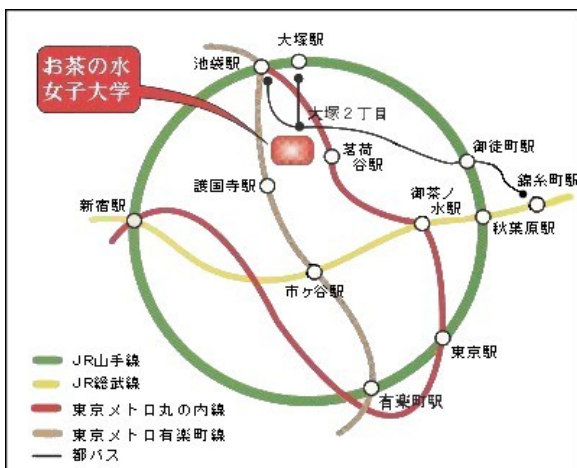 大塚駅
池袋駅
お茶の水
女子大学
大塚２丁目
茗荷
谷駅
御徒町駅
錦糸町駅
護国寺駅
御茶ノ
水駅
新宿駅
秋葉原駅
市ヶ谷駅
東京駅
有楽町駅
JR山手線
JR総武線
東京メトロ丸の内線
東京メトロ有楽町線
都バス